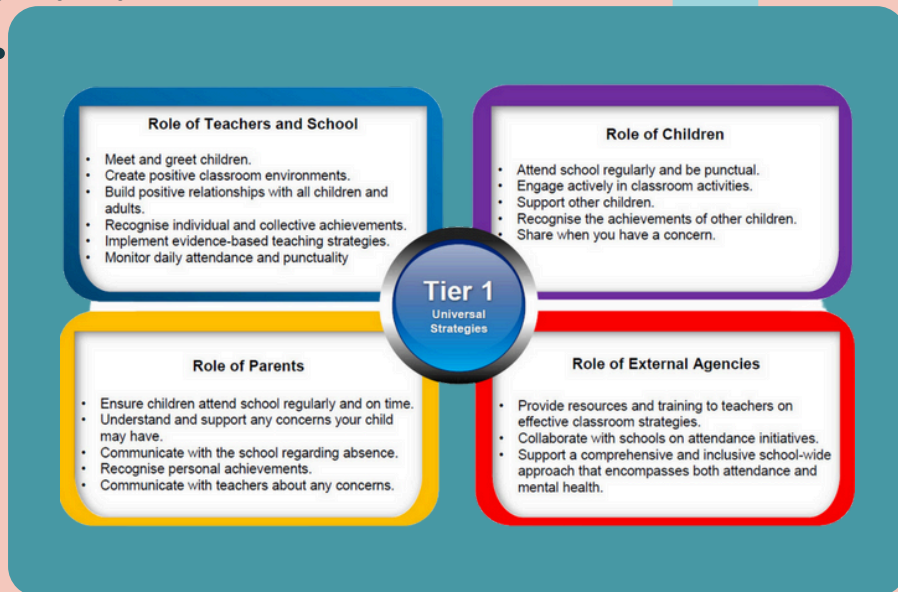 Role of Teachers and School
• Meet and greet children.
• Create positive classroom environments.
• Build positive relationships with all children and
adults.
• Recognise individual and collective achievements.
• Implement evidence-based teaching strategies.
• Monitor daily attendance and punctuality
Role of Children
• Attend school regularly and be punctual.
• Engage actively in classroom activities.
• Support other children.
• Recognise the achievements of other children.
• Share when you have a concern.
Tier 1
Universal
Strategies
Role of Parents
• Ensure children attend school regularly and on time.
• Understand and support any concerns your child
may have.
• Communicate with the school regarding absence.
• Recognise personal achievements.
• Communicate with teachers about any concerns.
Role of External Agencies
• Provide resources and training to teachers on
effective classroom strategies.
• Collaborate with schools on attendance initiatives.
• Support a comprehensive and inclusive school-wide
approach that encompasses both attendance and
mental health.